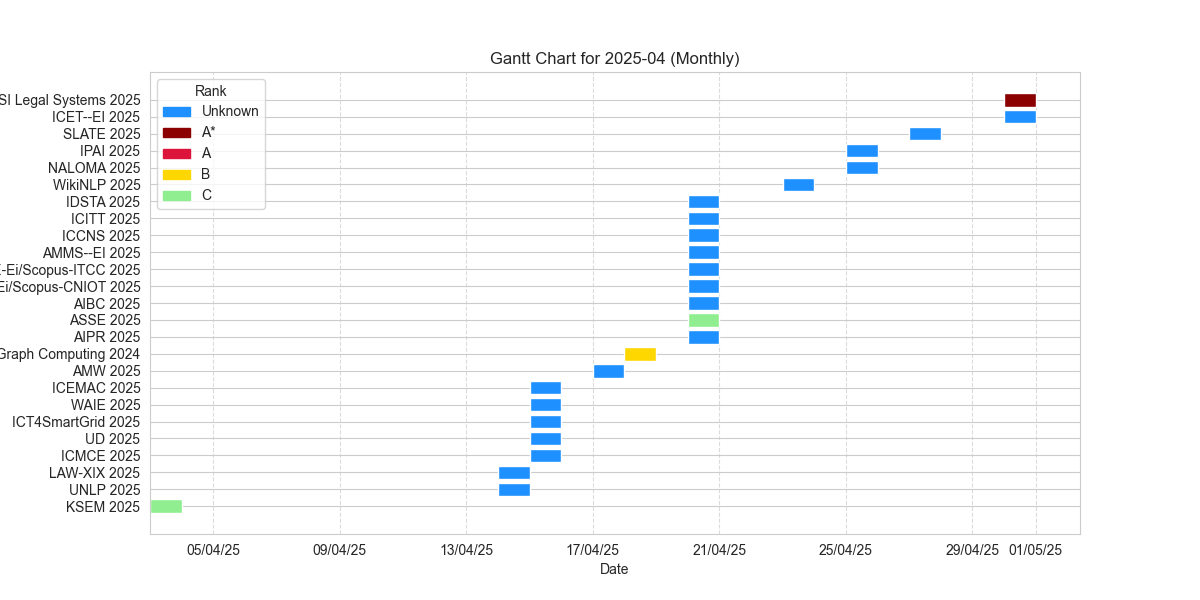 Gantt Chart for 2025-04 (Monthly)
Rank
Unknown
A*
A
B
C
SI Legal Systems 2025
ICET--EI 2025
SLATE 2025
IPAI 2025
NALOMA 2025
WikiNLP 2025
IDSTA 2025
ICITT 2025
ICCNS 2025
AMMS--EI 2025
-Ei/Scopus-ITCC 2025
Ei/Scopus-CNIOT 2025
AIBC 2025
ASSE 2025
AIPR 2025
Graph Computing 2024
AMW 2025
ICEMAC 2025
WAIE 2025
ICT4SmartGrid 2025
UD 2025
ICMCE 2025
LAW-XIX 2025
UNLP 2025
KSEM 2025
05/04/25 09/04/25 13/04/25 17/04/25 21/04/25 25/04/25 29/04/25 01/05/25
Date